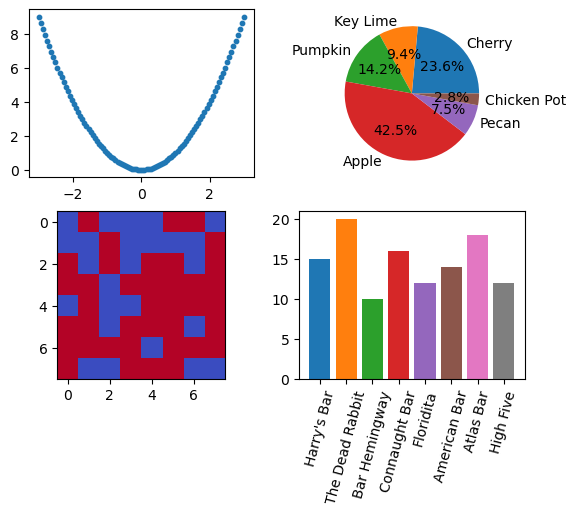 8
6
4
2
0
−2
0
2
Key Lime
Cherry
Pumpkin
9.4%
23.6%
14.2%
2.8%
Chicken Pot
7.5%
Pecan
42.5%
Apple
0
2
4
6
0
2
4
6
20
15
10
5
0
Harry's Bar
The Dead Rabbit
Bar Hemingway
Connaught Bar
Floridita
American Bar
Atlas Bar
High Five